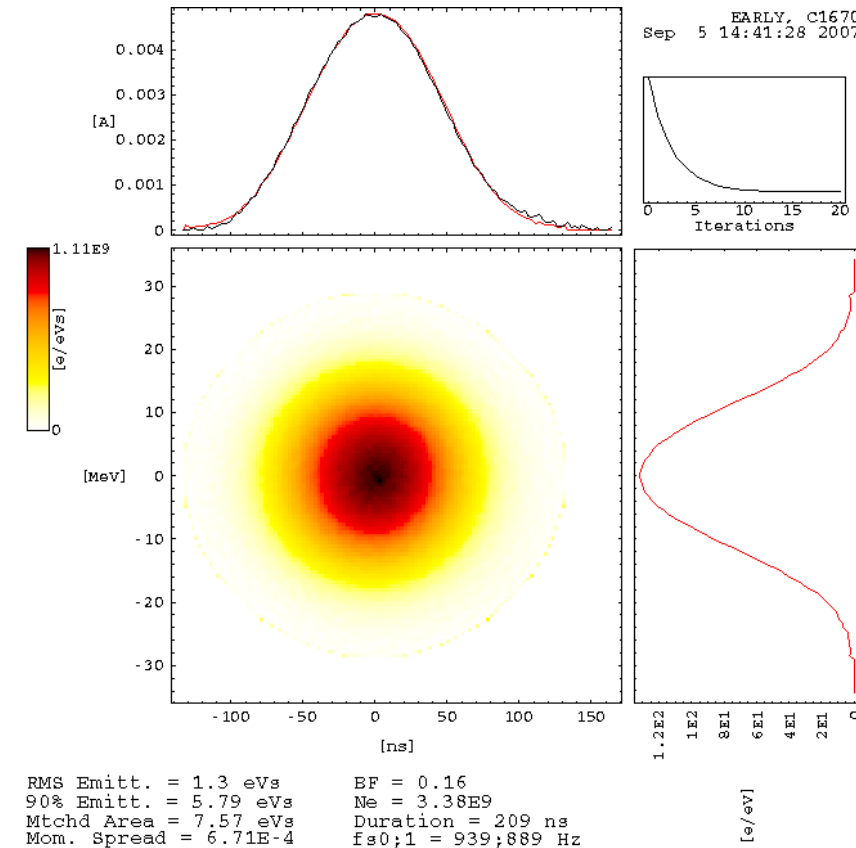 EARLY, C1670
Sep 5 14:41:28 2007
0.004
0.003
[A]
0.002
0.001
0
0 5 10 15 20
Iterations
1.11E9
[e/eVs]
0
30
20
10
[MeV] 0
-10
-20
-30
-100 -50 0 50 100 150
[ns]
1.2E2 1E2 8E1 6E1 4E1 2E1 0
[e/eV]
RMS Emitt. = 1.3 eVs BF = 0.16
90% Emitt. = 5.79 eVs Ne = 3.38E9
Mtchd Area = 7.57 eVs Duration = 209 ns
Mom. Spread = 6.71E-4 fs0;1 = 939;889 Hz